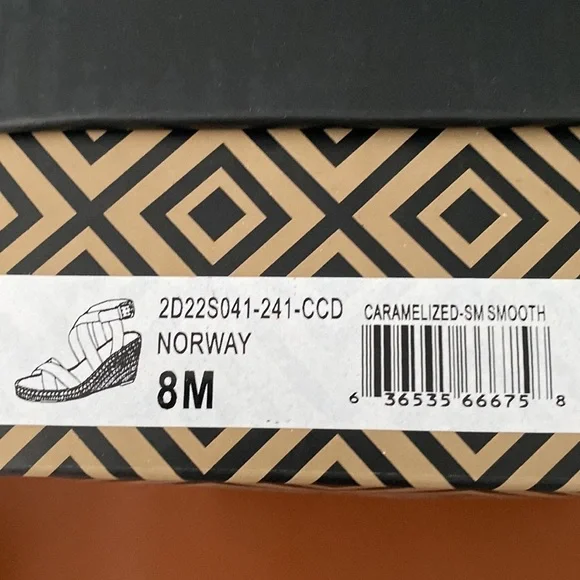 2D22S041-241-CCD
NORWAY
8M
CARAMELIZED-SM SMOOTH
6 36535 66675 8